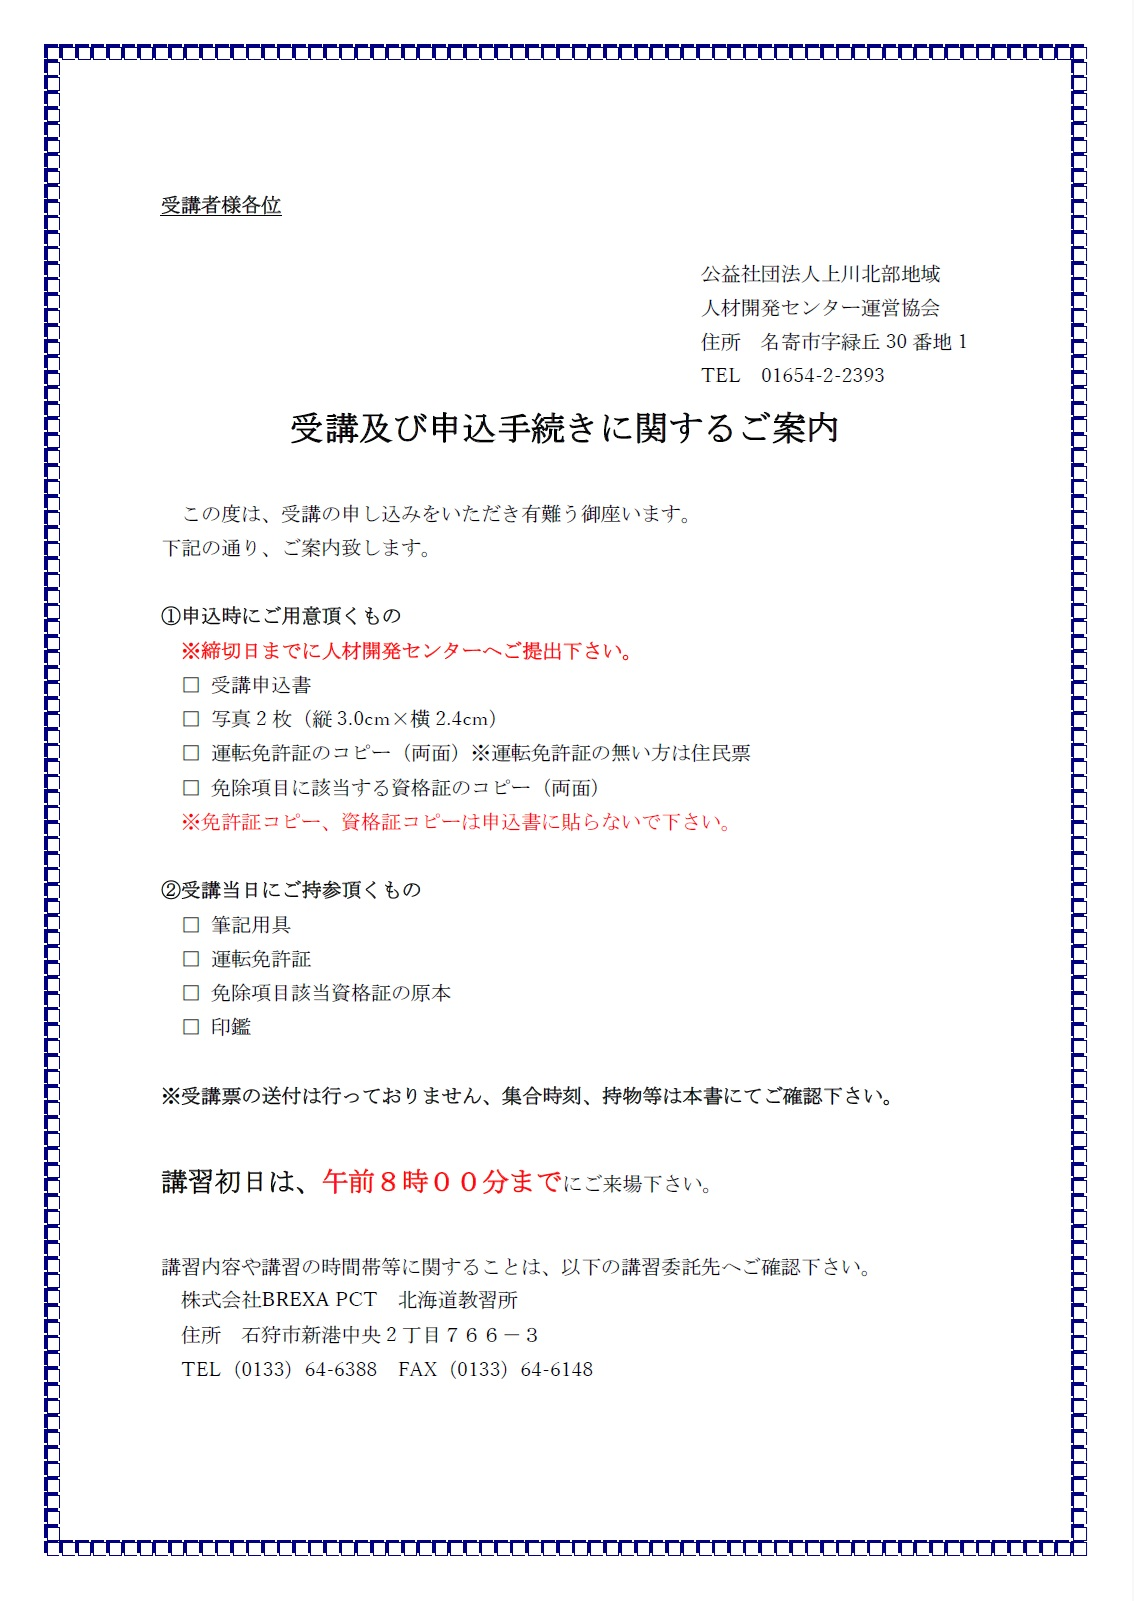 受講者様各位
公益社団法人上川北部地域
人材開発センター運営協会
住所　名寄市字緑丘 30 番地 1
TEL　01654-2-2393
受講及び申込手続きに関するご案内
この度は、受講の申し込みをいただき有難う御座います。
下記の通り、ご案内致します。
①申込時にご用意頂くもの
※締切日までに人材開発センターへご提出下さい。
□ 受講申込書
□ 写真 2 枚（縦 3.0cm×横 2.4cm）
□ 運転免許証のコピー（両面）※運転免許証の無い方は住民票
□ 免除項目に該当する資格証のコピー（両面）
※免許証コピー、資格証コピーは申込書に貼らないで下さい。
②受講当日にご持参頂くもの
□ 筆記用具
□ 運転免許証
□ 免除項目該当資格証の原本
□ 印鑑
※受講票の送付は行っておりません、集合時刻、持物等は本書にてご確認下さい。
講習初日は、午前８時００分までにご来場下さい。
講習内容や講習の時間帯等に関することは、以下の講習委託先へご確認下さい。
株式会社BREXA PCT　北海道教習所
住所　石狩市新港中央２丁目７６６－３
TEL（0133）64-6388　FAX（0133）64-6148